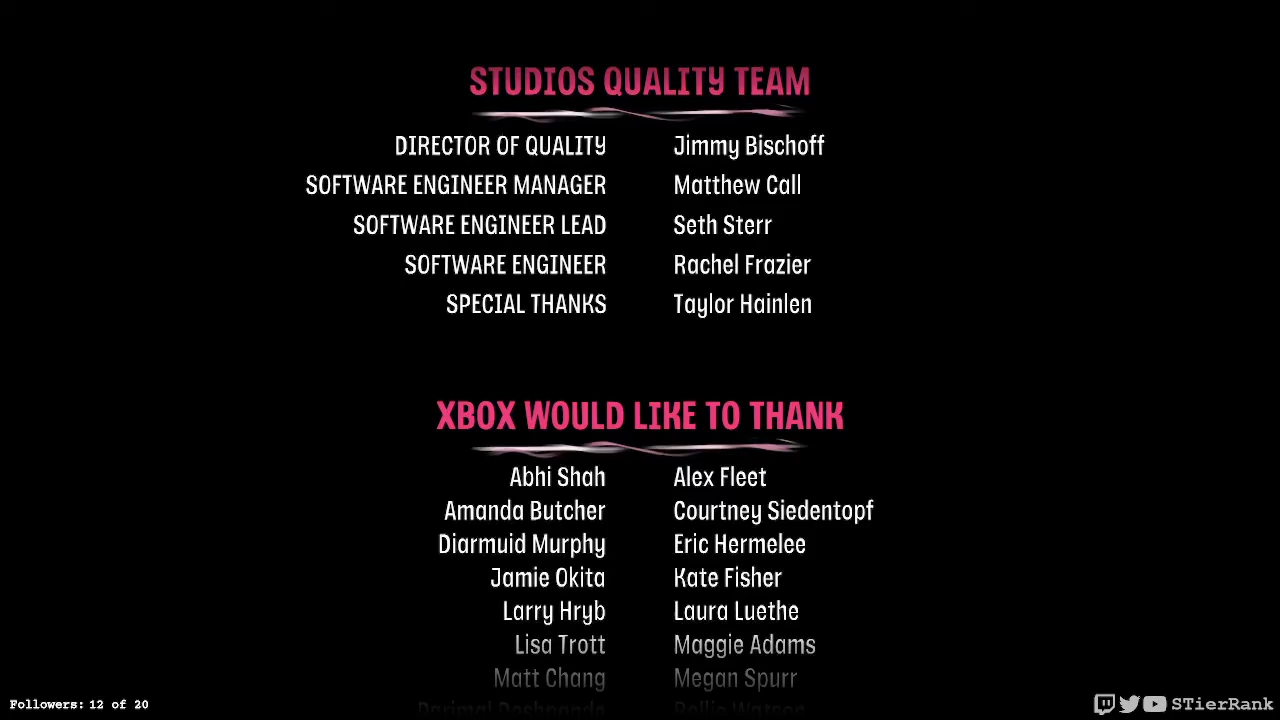 STUDIOS QUALITY TEAM
DIRECTOR OF QUALITY Jimmy Bischoff
SOFTWARE ENGINEER MANAGER Matthew Call
SOFTWARE ENGINEER LEAD Seth Sterr
SOFTWARE ENGINEER Rachel Frazier
SPECIAL THANKS Taylor Hainlen
XBOX WOULD LIKE TO THANK
Abhi Shah Alex Fleet
Amanda Butcher Courtney Siedentopf
Diarmuid Murphy Eric Hermelee
Jamie Okita Kate Fisher
Larry Hryb Laura Luethe
Lisa Trott Maggie Adams
Matt Chang Megan Spurr
Followers: 12 of 20
STierRank